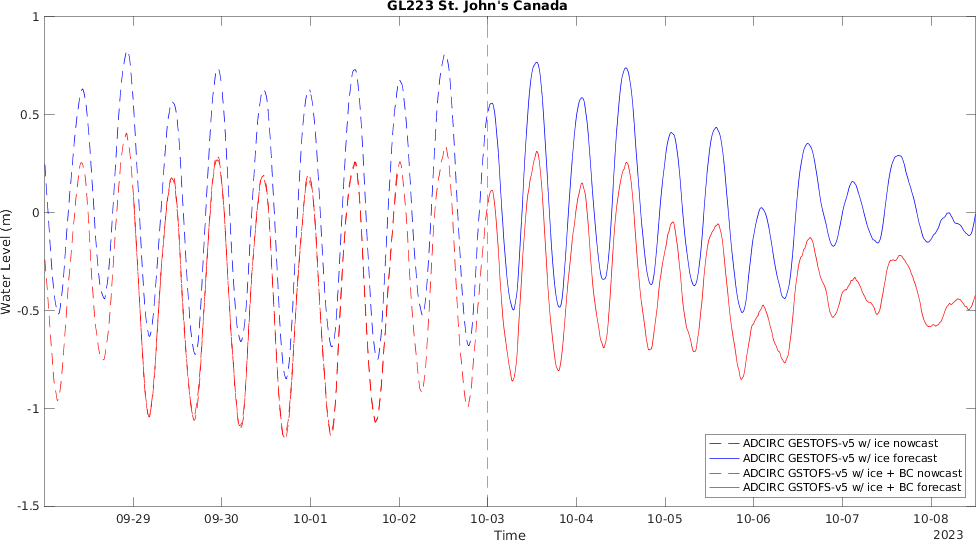 GL223 St. John's Canada
1
0.5
0
-0.5
-1
-1.5
Water Level (m)
ADCIRC GESTOFS-v5 w/ ice nowcast
ADCIRC GESTOFS-v5 w/ ice forecast
ADCIRC GSTOFS-v5 w/ ice + BC nowcast
ADCIRC GSTOFS-v5 w/ ice + BC forecast
09-29 09-30 10-01 10-02 10-03 10-04 10-05 10-06 10-07 10-08
Time
2023